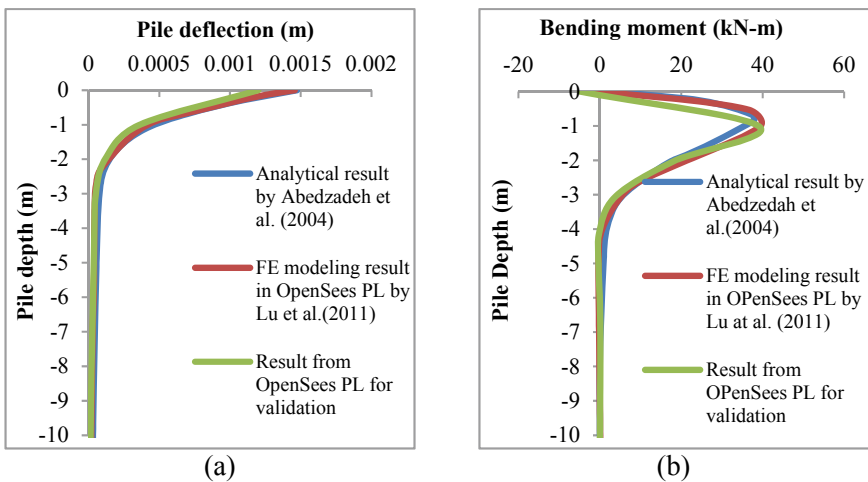 Pile deflection (m)
0 0.0005 0.001 0.0015 0.002
0
-1
-2
-3
-4
-5
-6
-7
-8
-9
-10
Pile depth (m)
Analytical result
by Abedzadeh et
al. (2004)
FE modeling result
in OpenSees PL by
Lu et al.(2011)
Result from
OpenSees PL for
validation
(a)
Bending moment (kN-m)
-20 0 20 40 60
0
-1
-2
-3
-4
-5
-6
-7
-8
-9
-10
Pile Depth (m)
Analytical result by
Abedzedah et
al.(2004)
FE modeling result
in OPenSees PL by
Lu at al. (2011)
Result from
OPenSees PL for
validation
(b)